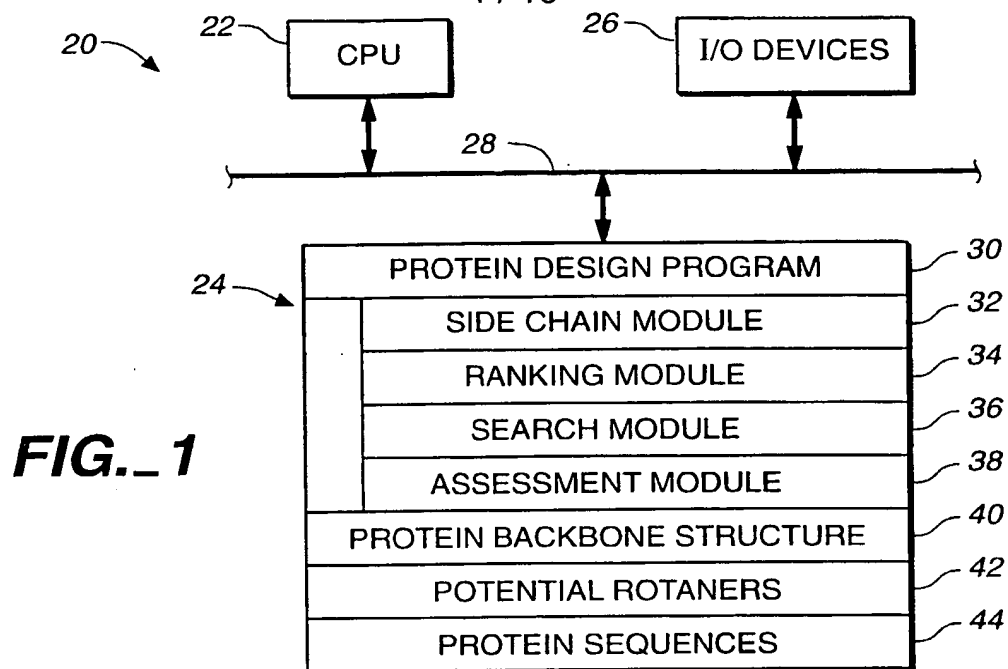 22
CPU
26
I/O DEVICES
20
28
PROTEIN DESIGN PROGRAM
30
24
SIDE CHAIN MODULE
32
RANKING MODULE
34
SEARCH MODULE
36
ASSESSMENT MODULE
38
PROTEIN BACKBONE STRUCTURE
40
POTENTIAL ROTANERS
42
PROTEIN SEQUENCES
44
FIG._1